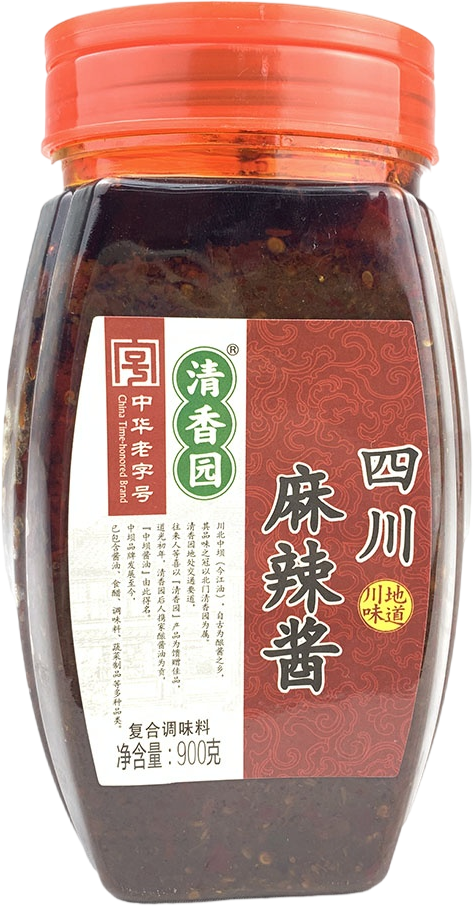 中华老字号
China Time-honored Brand
清香园®
四川
麻辣酱
川味
地道
川北中坝（今江油），自古为酿酱之乡，
其品味之冠以北门清香园为属。
清香园地处交通要道，
往来人等喜以『清香园』产品为馈赠佳品，
道光初年，清香园后人携家酿酱油为贡，
『中坝酱油』由此得名。
中坝品牌发展至今，
已包含酱油、食醋、调味料、蔬菜制品等多种品类。
复合调味料
净含量：900克